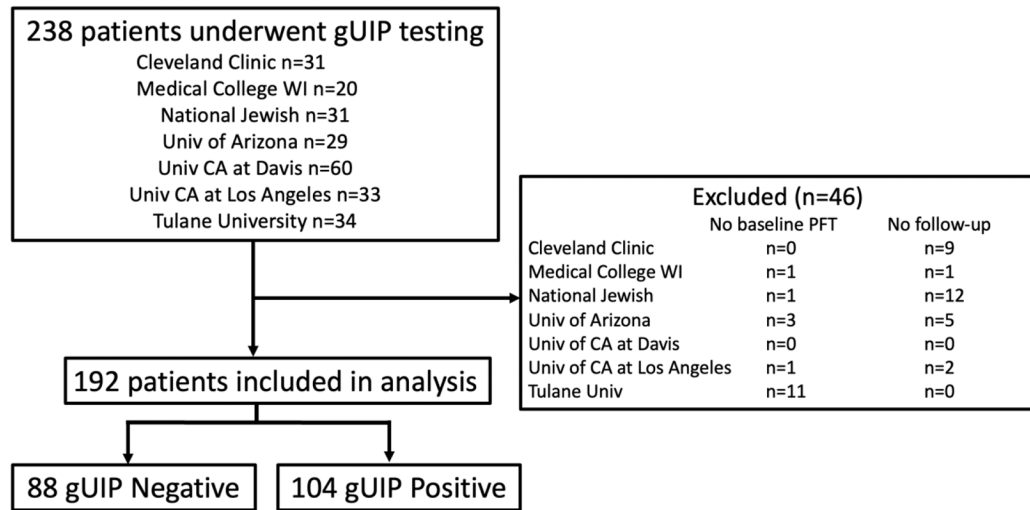 238 patients underwent gUIP testing
Cleveland Clinic n=31
Medical College WI n=20
National Jewish n=31
Univ of Arizona n=29
Univ CA at Davis n=60
Univ CA at Los Angeles n=33
Tulane University n=34
Excluded (n=46)
No baseline PFT No follow-up
Cleveland Clinic n=0 n=9
Medical College WI n=1 n=1
National Jewish n=1 n=12
Univ of Arizona n=3 n=5
Univ of CA at Davis n=0 n=0
Univ of CA at Los Angeles n=1 n=2
Tulane Univ n=11 n=0
192 patients included in analysis
88 gUIP Negative 104 gUIP Positive